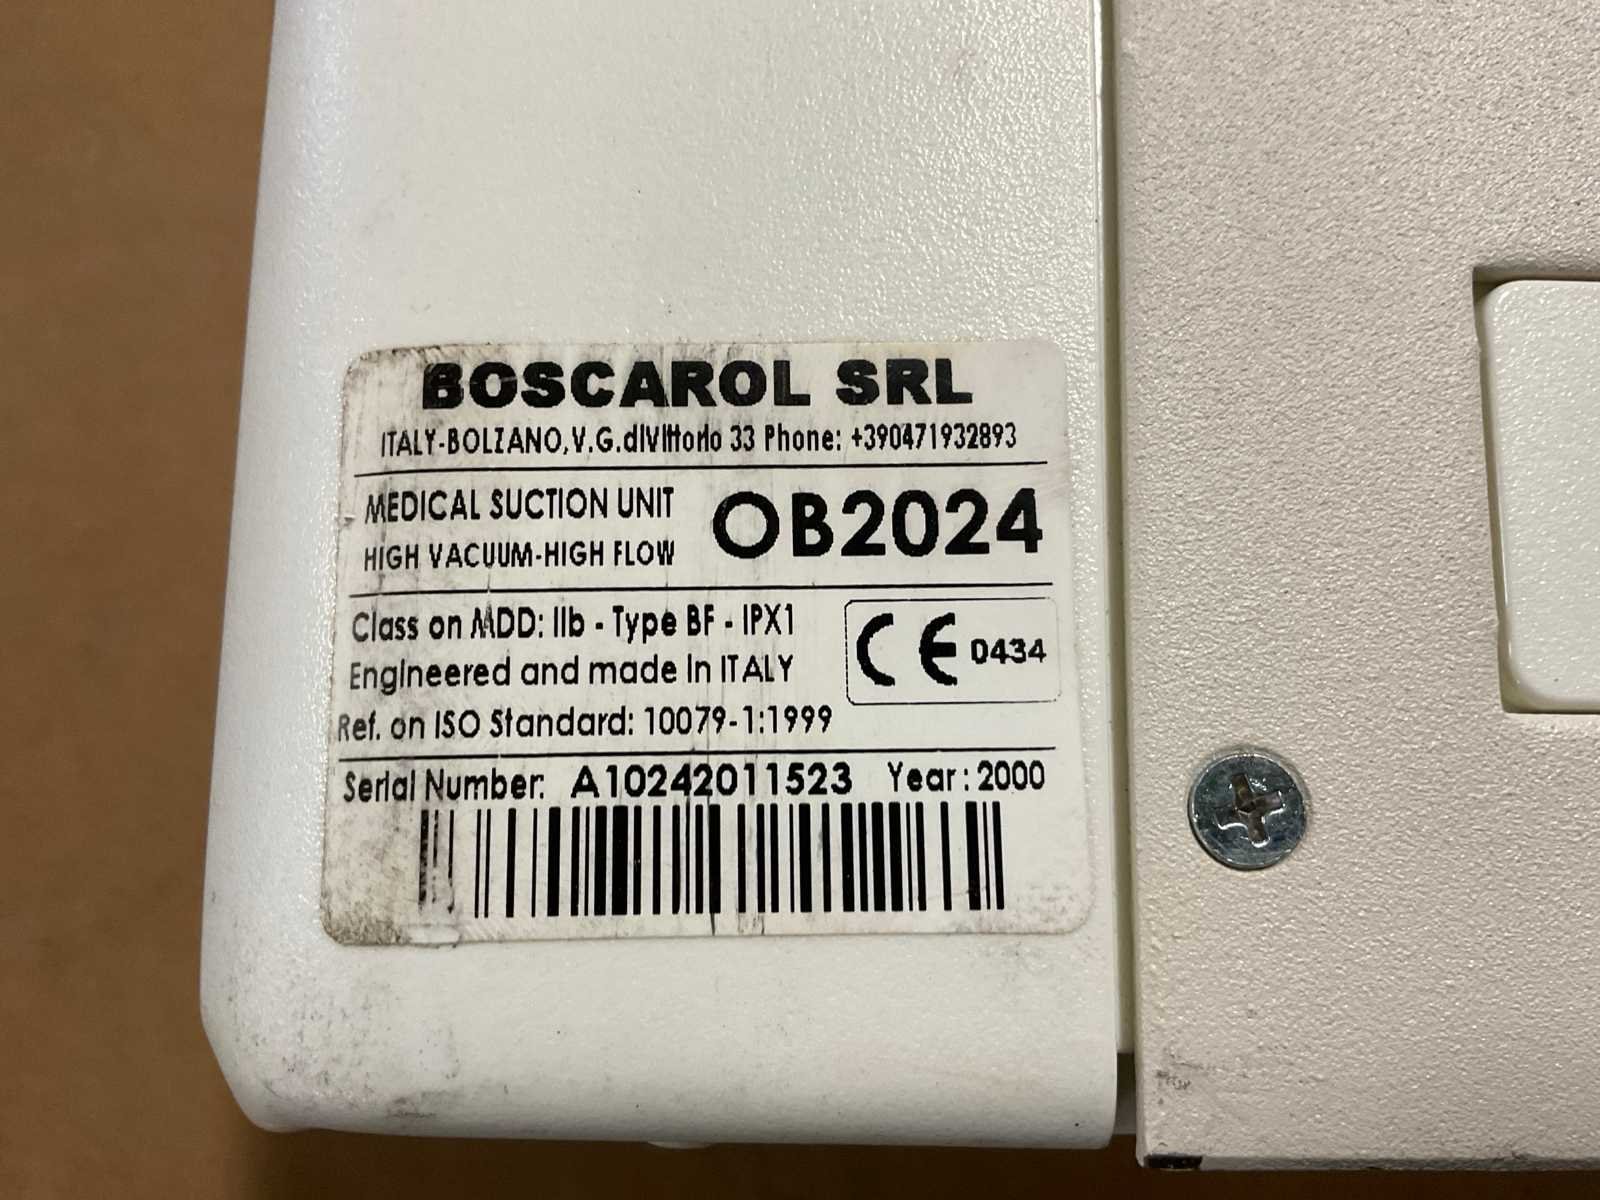 BOSCAROL SRL
ITALY-BOLZANO, V.G.diVittorio 33 Phone: +390471932893
MEDICAL SUCTION UNIT
HIGH VACUUM-HIGH FLOW
OB2024
Class on MDD: IIb - Type BF - IPX1
Engineered and made in ITALY
CE 0434
Ref. on ISO Standard: 10079-1:1999
Serial Number: A10242011523 Year: 2000